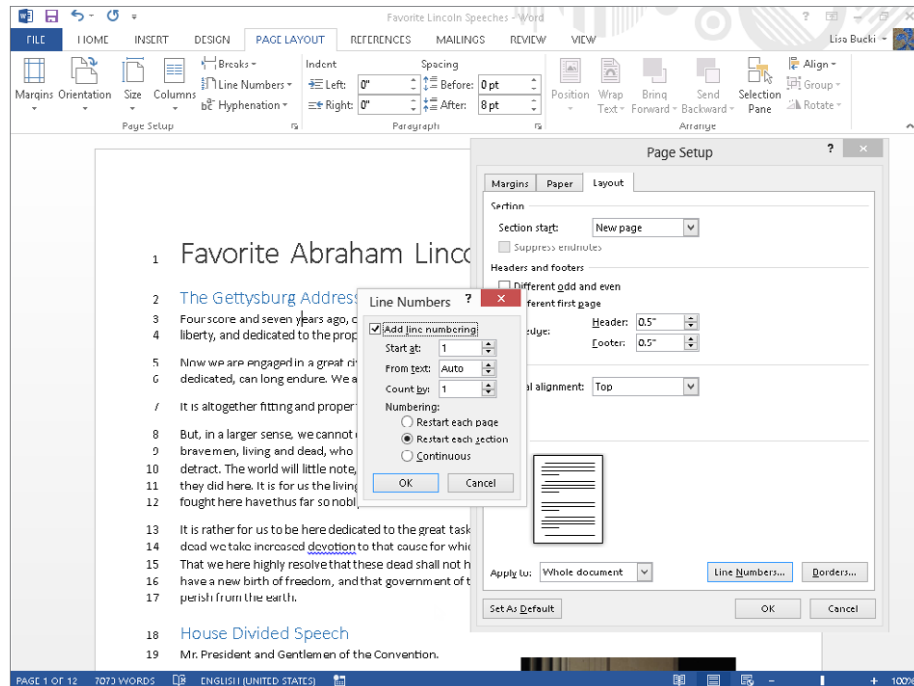 Favorite Lincoln Speeches - Word
FILE HOME INSERT DESIGN PAGE LAYOUT REFERENCES MAILINGS REVIEW VIEW Lisa Bucki
Breaks Indent Spacing Align
Margins Orientation Size Columns Line Numbers Left: 0" Before: 0 pt Position Wrap Text Bring Forward Send Backward Selection Pane Group
Hyphenation Right: 0" After: 8 pt Rotate
Page Setup Paragraph Arrange
Page Setup
Margins Paper Layout
Section
Section start: New page
Suppress endnotes
Headers and footers
Different odd and even
fferent first page
edge: Header: 0.5"
Footer: 0.5"
al alignment: Top
Apply to: Whole document Line Numbers... Borders...
Set As Default OK Cancel
Line Numbers
Add line numbering
Start at: 1
From text: Auto
Count by: 1
Numbering:
Restart each page
Restart each section
Continuous
OK Cancel
1 Favorite Abraham Linco
2 The Gettysburg Address
3 Four score and seven years ago, o
4 liberty, and dedicated to the prop
5 Now we are engaged in a great ci
6 dedicated, can long endure. We a
7 It is altogether fitting and proper
8 But, in a larger sense, we cannot
9 brave men, living and dead, who
10 detract. The world will little note,
11 they did here. It is for us the living
12 fought here have thus far so nobl
13 It is rather for us to be here dedicated to the great task
14 dead we take increased devotion to that cause for whic
15 That we here highly resolve that these dead shall not h
16 have a new birth of freedom, and that government of t
17 perish from the earth.
18 House Divided Speech
19 Mr. President and Gentlemen of the Convention.
PAGE 1 OF 12 7073 WORDS ENGLISH (UNITED STATES) 100%